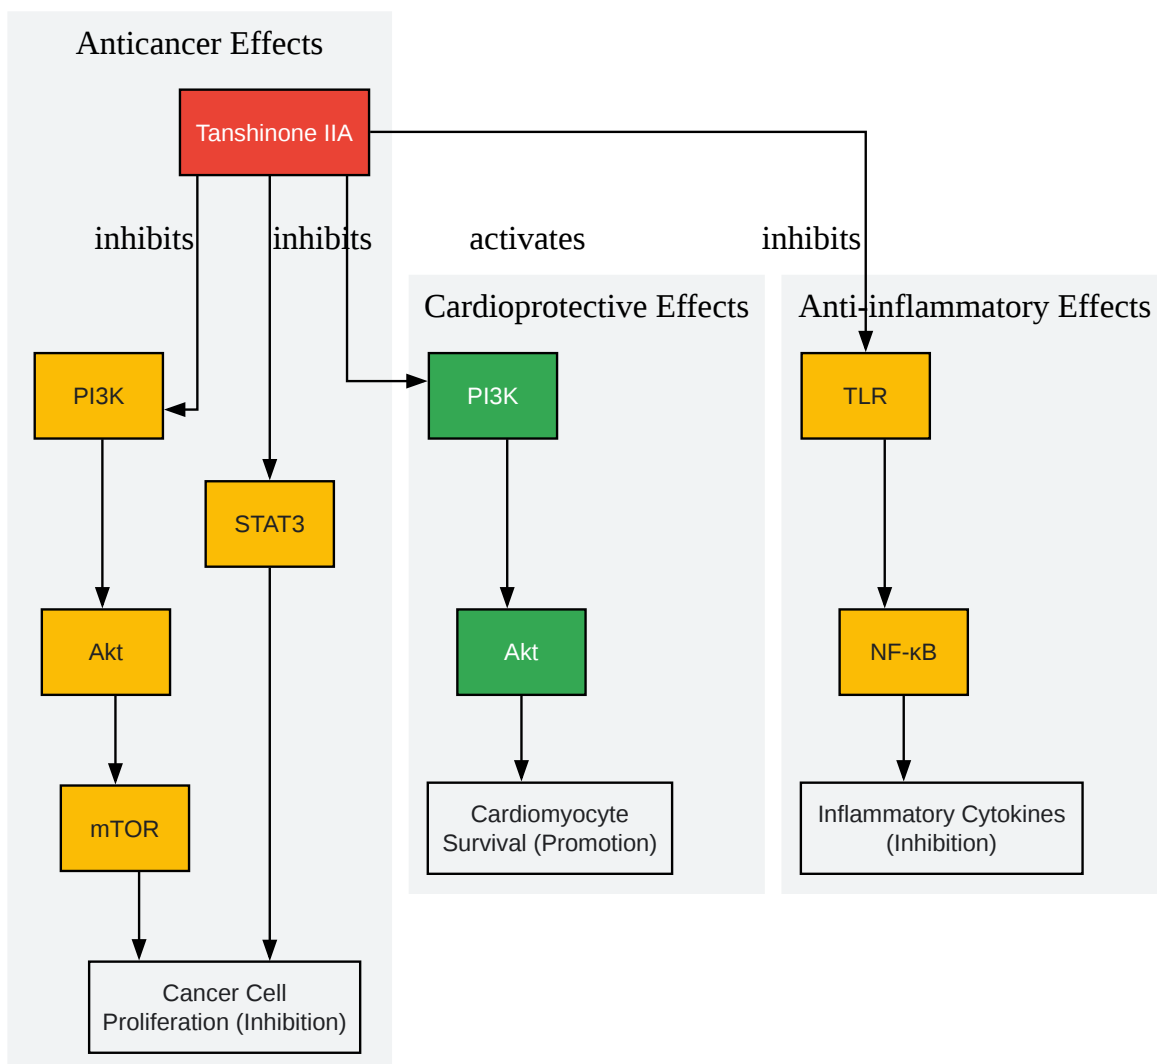 Anticancer Effects
Tanshinone IIA
inhibits
inhibits
activates
inhibits
Cardioprotective Effects
Anti-inflammatory Effects
PI3K
PI3K
TLR
STAT3
Akt
Akt
NF-κB
mTOR
Cardiomyocyte
Survival (Promotion)
Inflammatory Cytokines
(Inhibition)
Cancer Cell
Proliferation (Inhibition)